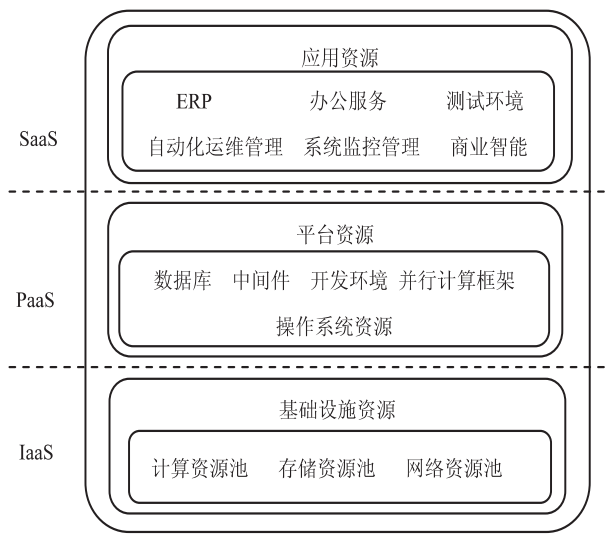 应用资源
ERP 办公服务 测试环境
SaaS
自动化运维管理 系统监控管理 商业智能
平台资源
数据库 中间件 开发环境 并行计算框架
PaaS
操作系统资源
基础设施资源
IaaS
计算资源池 存储资源池 网络资源池